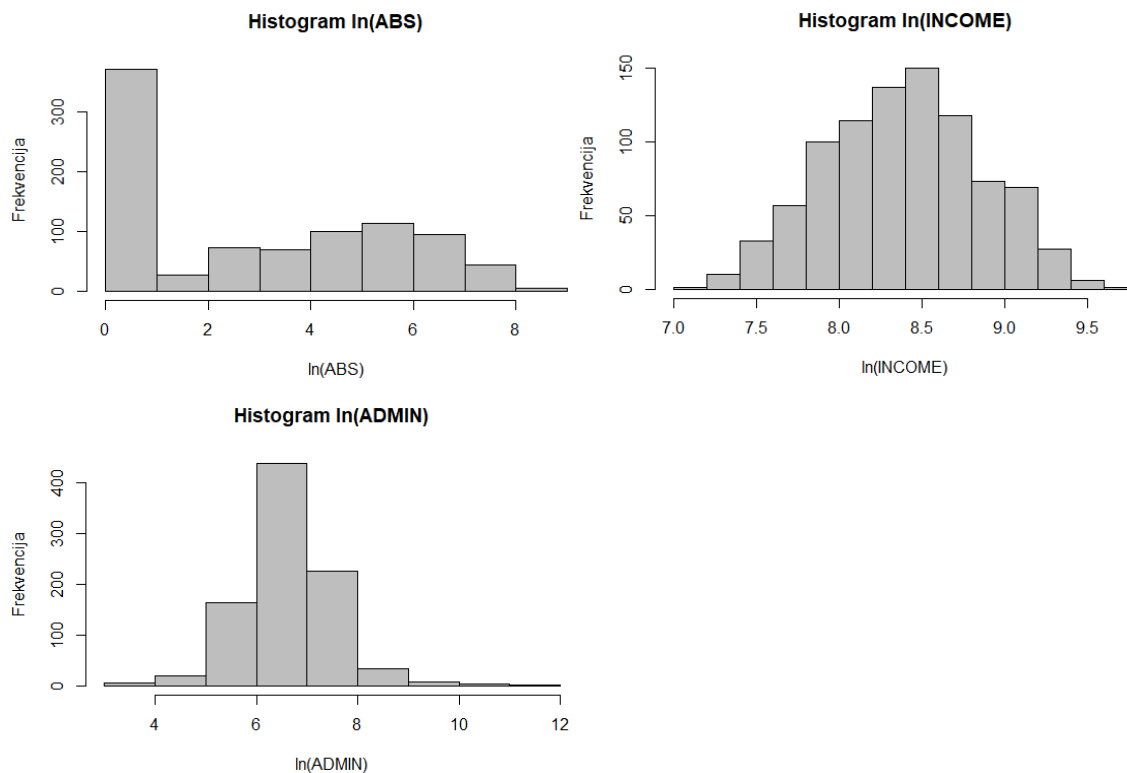 Histogram ln(ABS)
Frekvencija
0 100 200 300
0 2 4 6 8
ln(ABS)
Histogram ln(INCOME)
Frekvencija
0 50 100 150
7.0 7.5 8.0 8.5 9.0 9.5
ln(INCOME)
Histogram ln(ADMIN)
Frekvencija
0 100 200 300 400
4 6 8 10 12
ln(ADMIN)